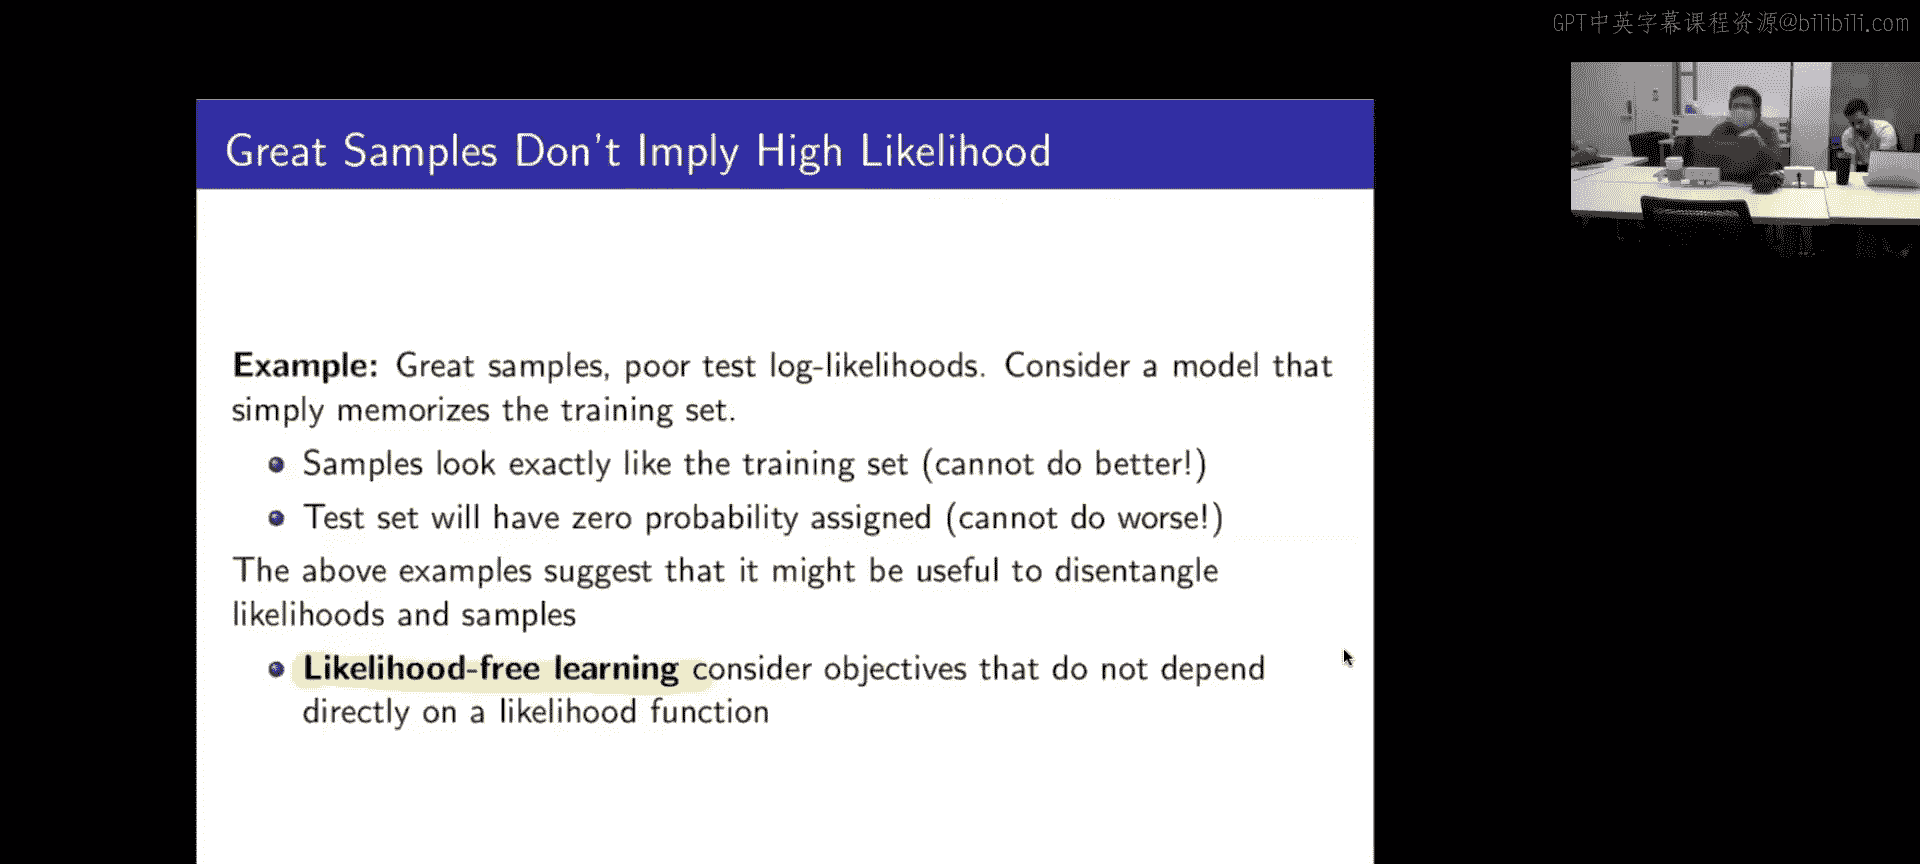 GPT中英字幕课程资源@bilibili.com
Great Samples Don't Imply High Likelihood
Example: Great samples, poor test log-likelihoods. Consider a model that
simply memorizes the training set.
Samples look exactly like the training set (cannot do better!)
Test set will have zero probability assigned (cannot do worse!)
The above examples suggest that it might be useful to disentangle
likelihoods and samples
Likelihood-free learning consider objectives that do not depend
directly on a likelihood function